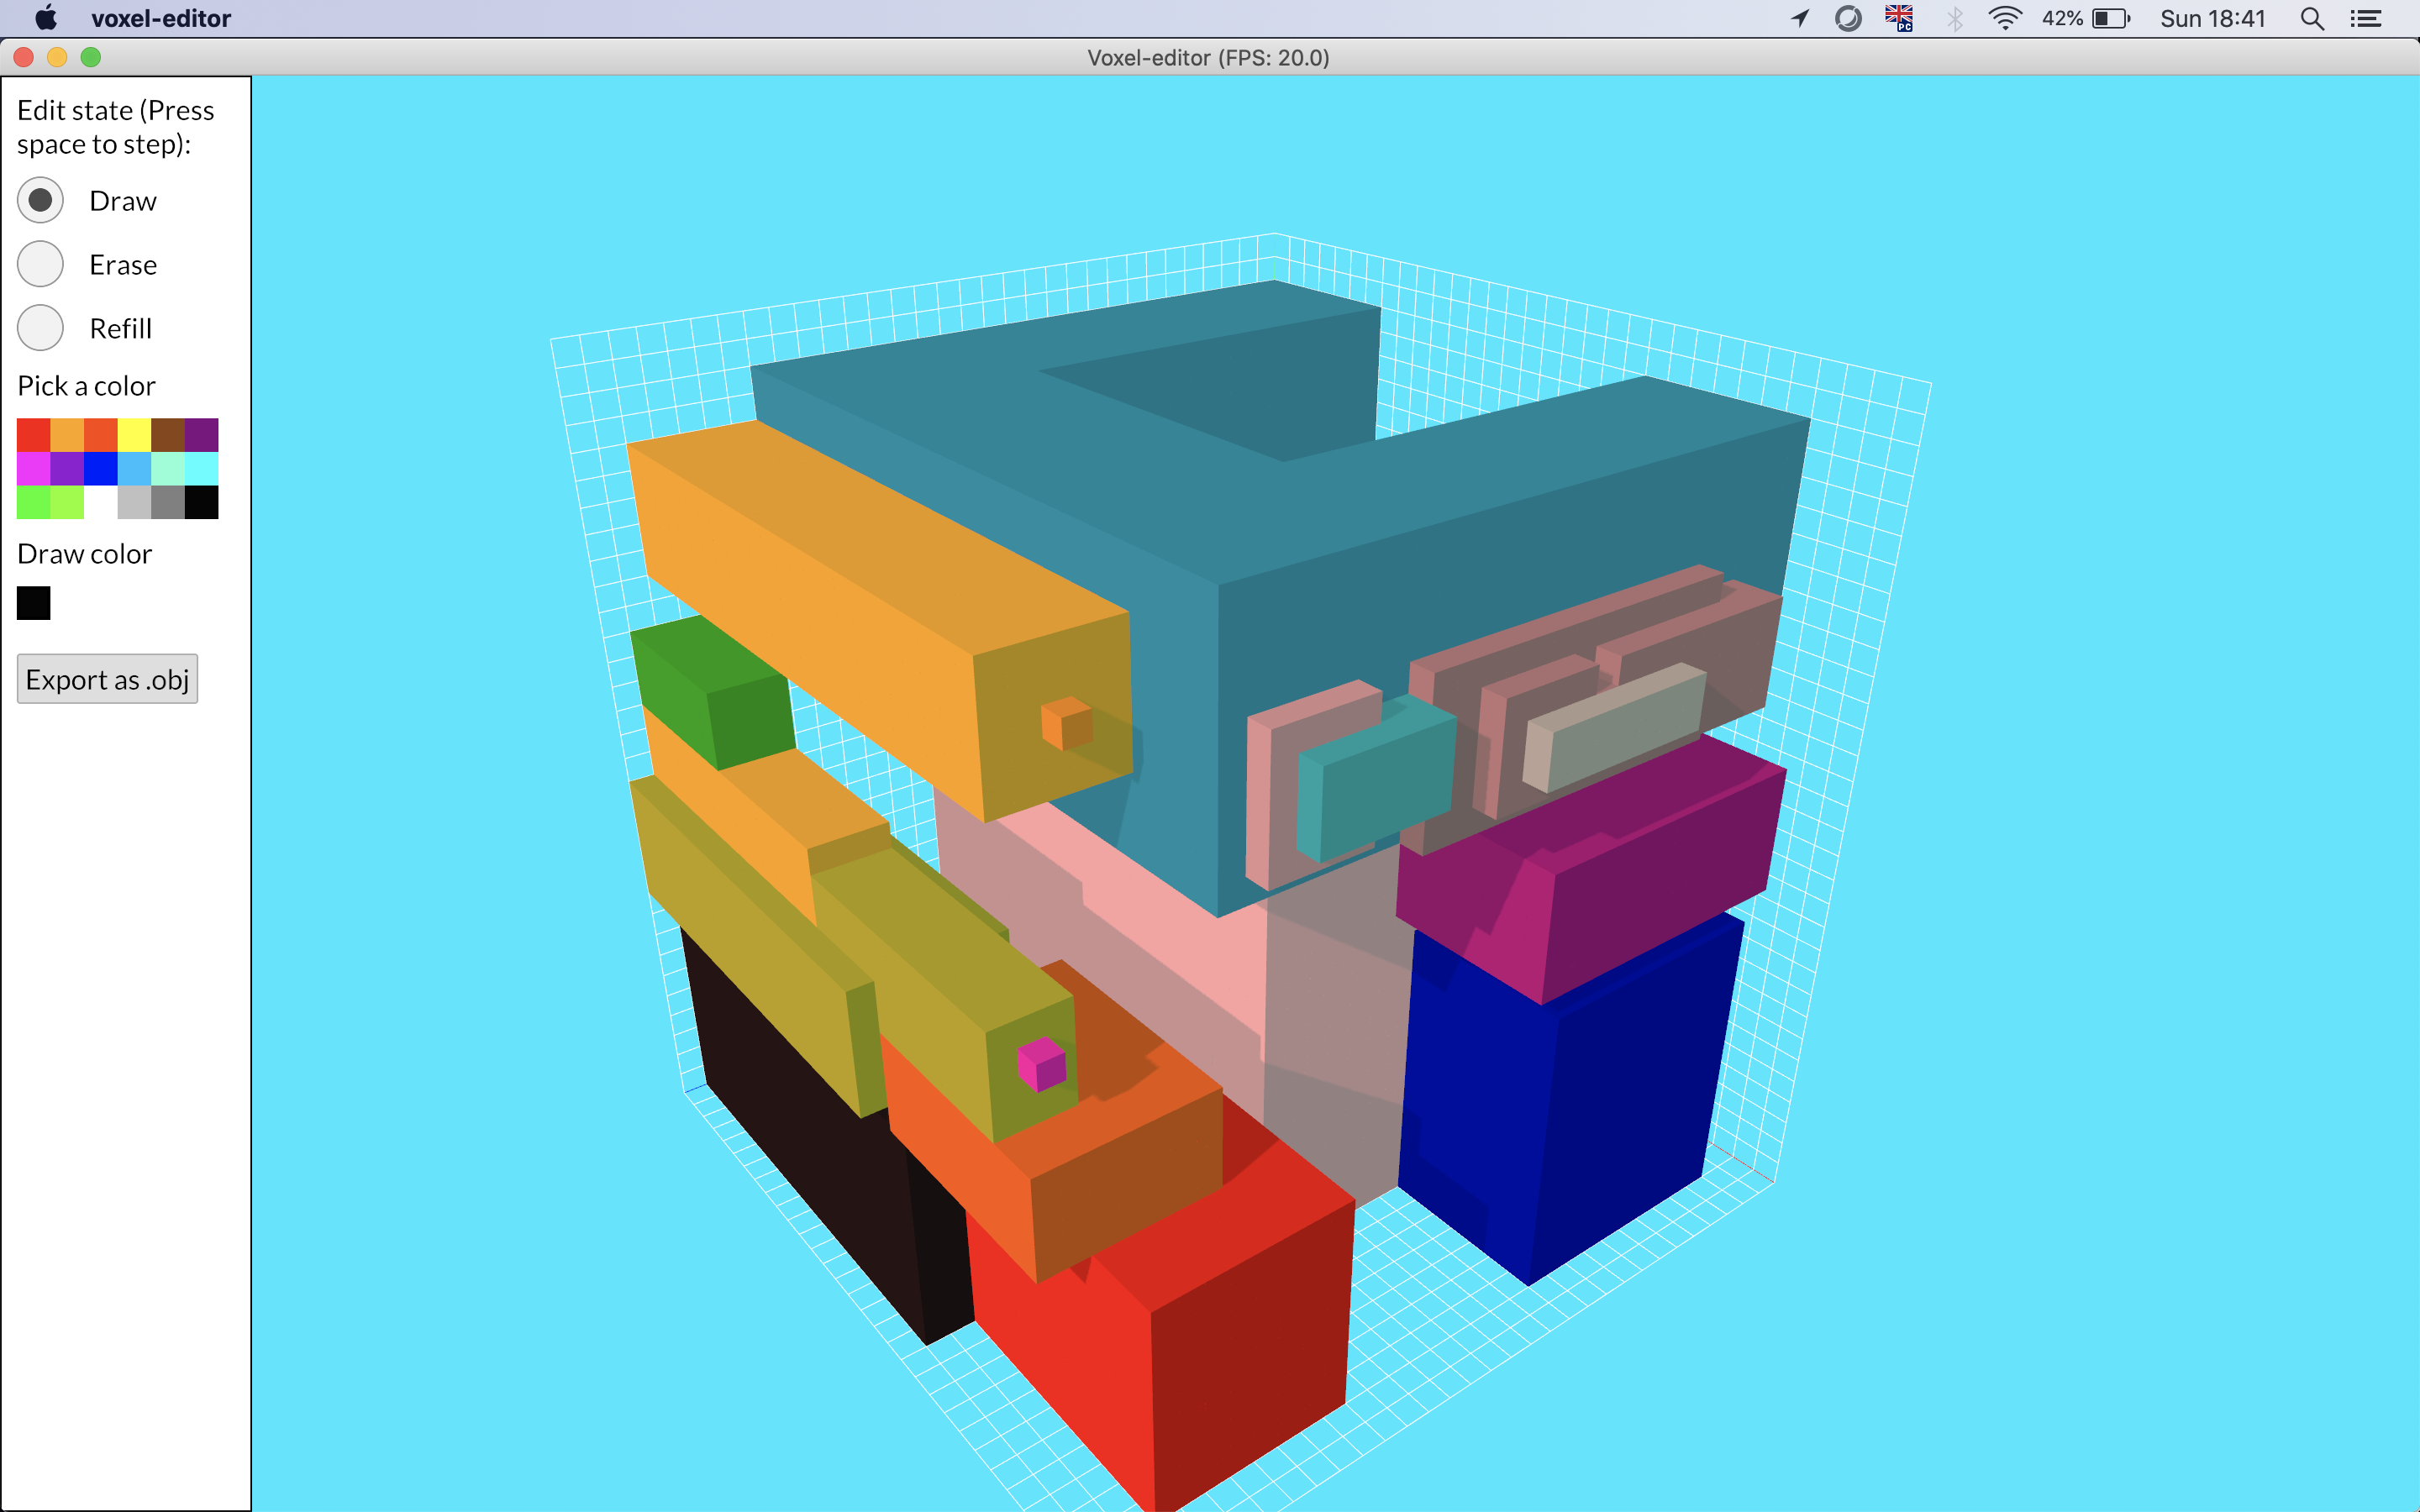 voxel-editor
PC
42%
Sun 18:41
Voxel-editor (FPS: 20.0)
Edit state (Press
space to step):
Draw
Erase
Refill
Pick a color
Draw color
Export as .obj